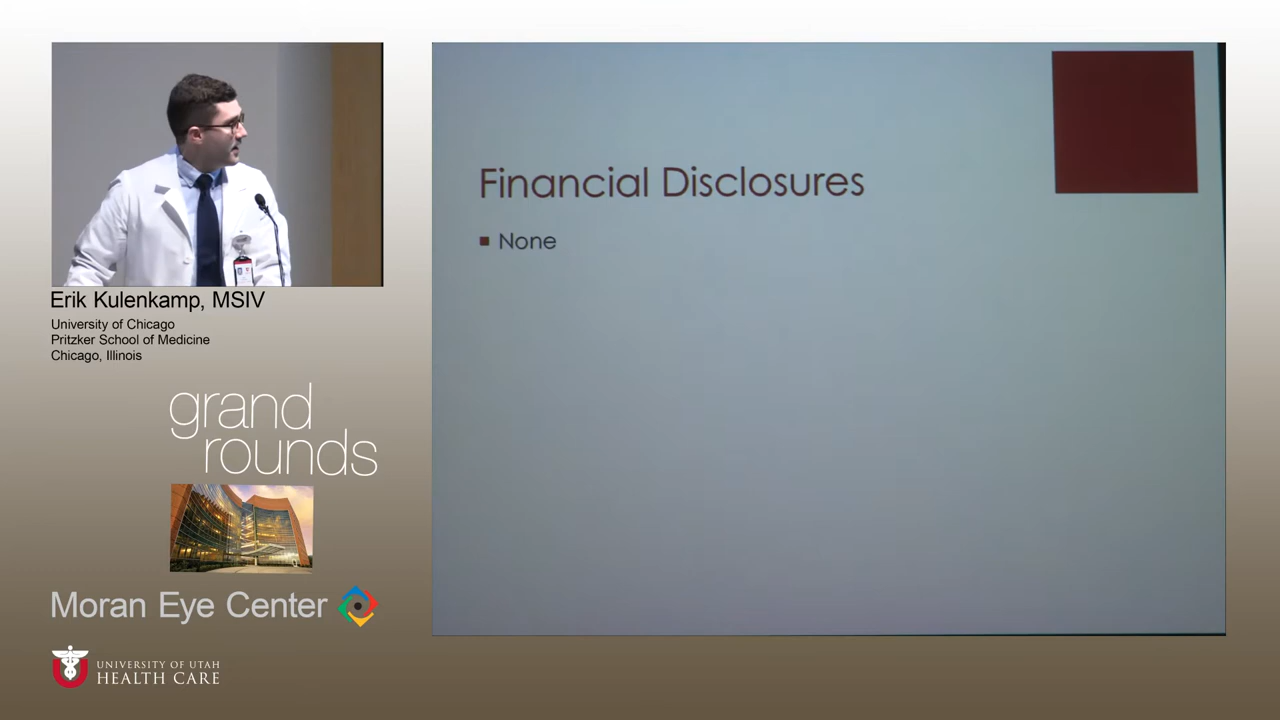 Financial Disclosures
None
Erik Kulenkamp, MSIV
University of Chicago
Pritzker School of Medicine
Chicago, Illinois
grand
rounds
Moran Eye Center
UNIVERSITY OF UTAH
HEALTH CARE